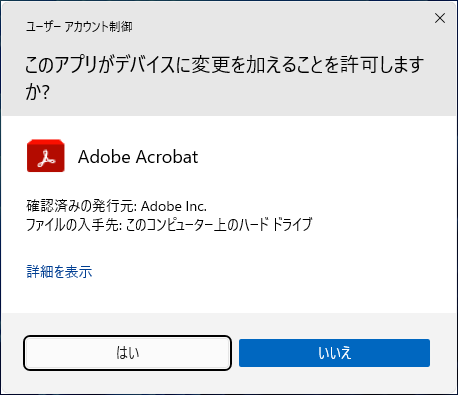 ユーザー アカウント制御
このアプリがデバイスに変更を加えることを許可します
か?
Adobe Acrobat
確認済みの発行元: Adobe Inc.
ファイルの入手先: このコンピューター上のハード ドライブ
詳細を表示
はい
いいえ